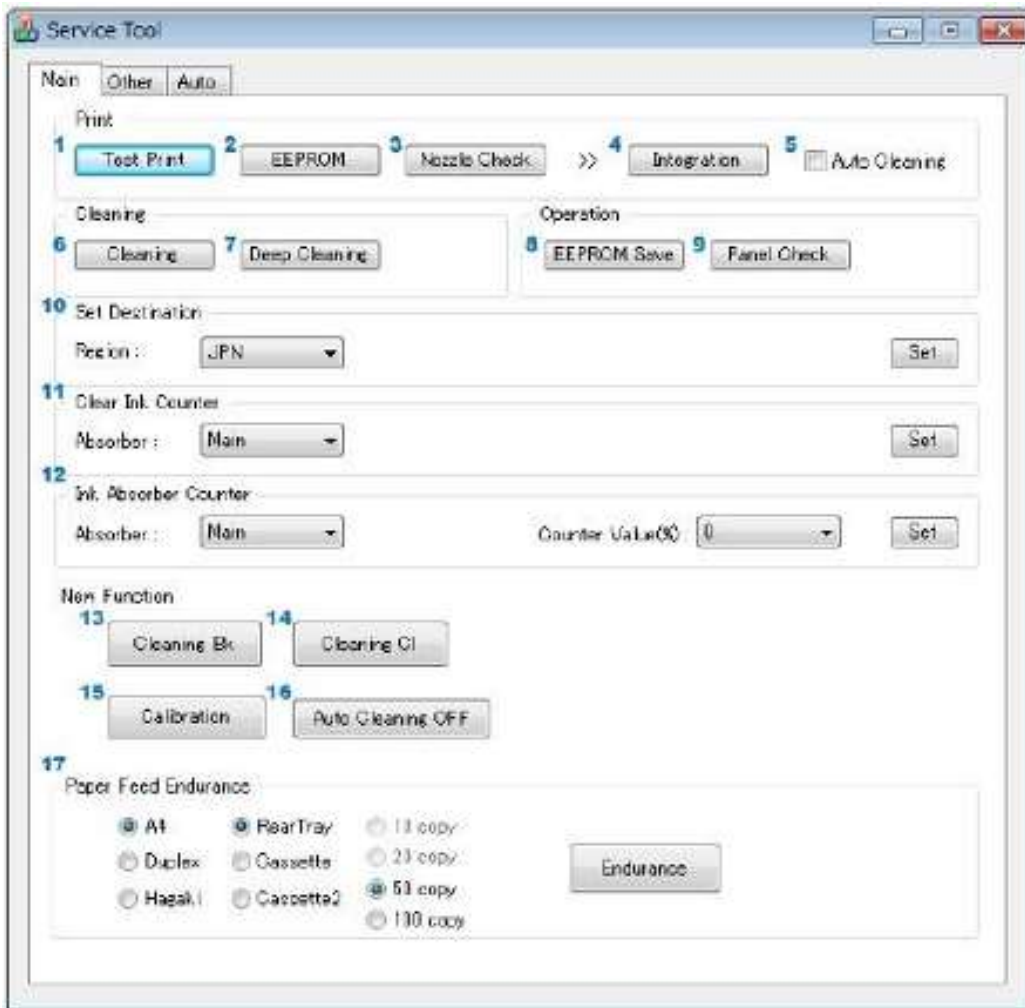 Service Tool
Main Other Auto
Print
1 Test Print 2 EEPROM 3 Nozzle Check >> 4 Integration 5 Auto Cleaning
Cleaning Operation
6 Cleaning 7 Deep Cleaning 8 EEPROM Save 9 Panel Check
10 Set Destination
Region : JPN Set
11 Clear Ink Counter
Absorber : Main Set
12 Ink Absorber Counter
Absorber : Main Counter Value(%) 0 Set
New Function
13 Cleaning Bk 14 Cleaning Cl
15 Calibration 16 Auto Cleaning OFF
17 Paper Feed Endurance
A4 RearTray 10 copy
Duplex Cassette 20 copy
Hagaki Cassette2 50 copy
100 copy
Endurance